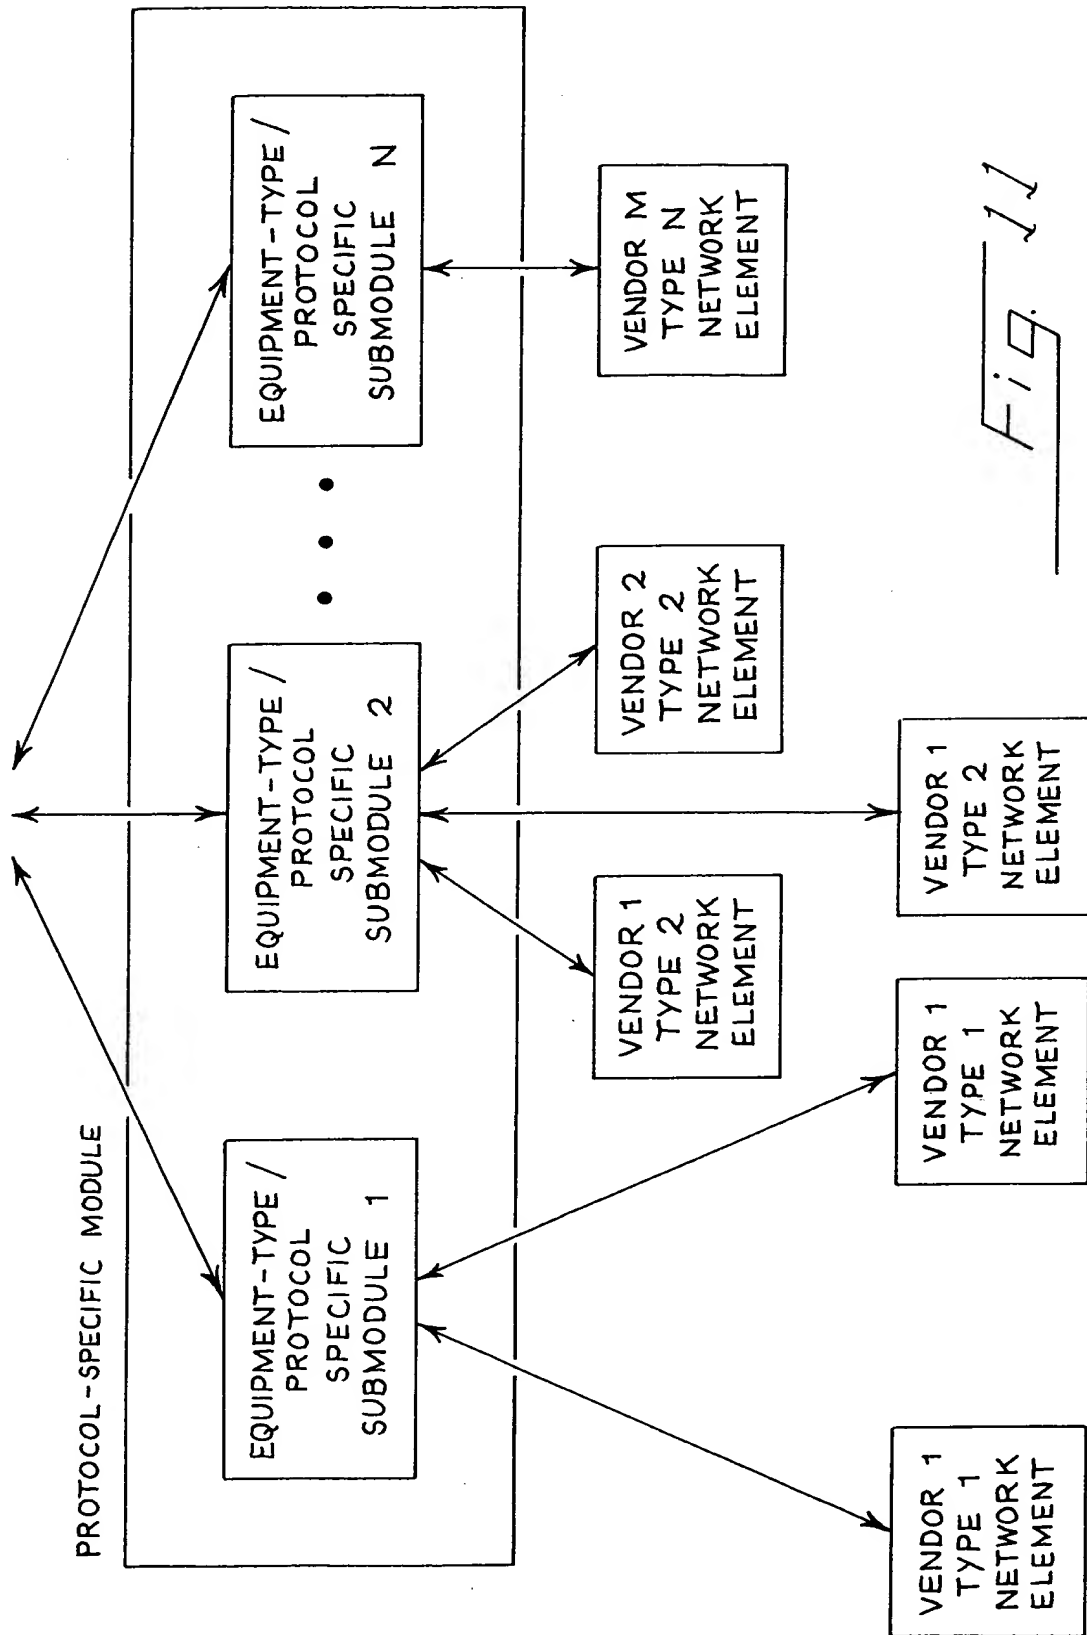 PROTOCOL-SPECIFIC MODULE
EQUIPMENT-TYPE /
PROTOCOL
SPECIFIC
SUBMODULE 1
EQUIPMENT-TYPE /
PROTOCOL
SPECIFIC
SUBMODULE 2
EQUIPMENT-TYPE /
PROTOCOL
SPECIFIC
SUBMODULE N
VENDOR 1
TYPE 2
NETWORK
ELEMENT
VENDOR 2
TYPE 2
NETWORK
ELEMENT
VENDOR M
TYPE N
NETWORK
ELEMENT
VENDOR 1
TYPE 1
NETWORK
ELEMENT
VENDOR 1
TYPE 1
NETWORK
ELEMENT
VENDOR 1
TYPE 2
NETWORK
ELEMENT
Fig. 11